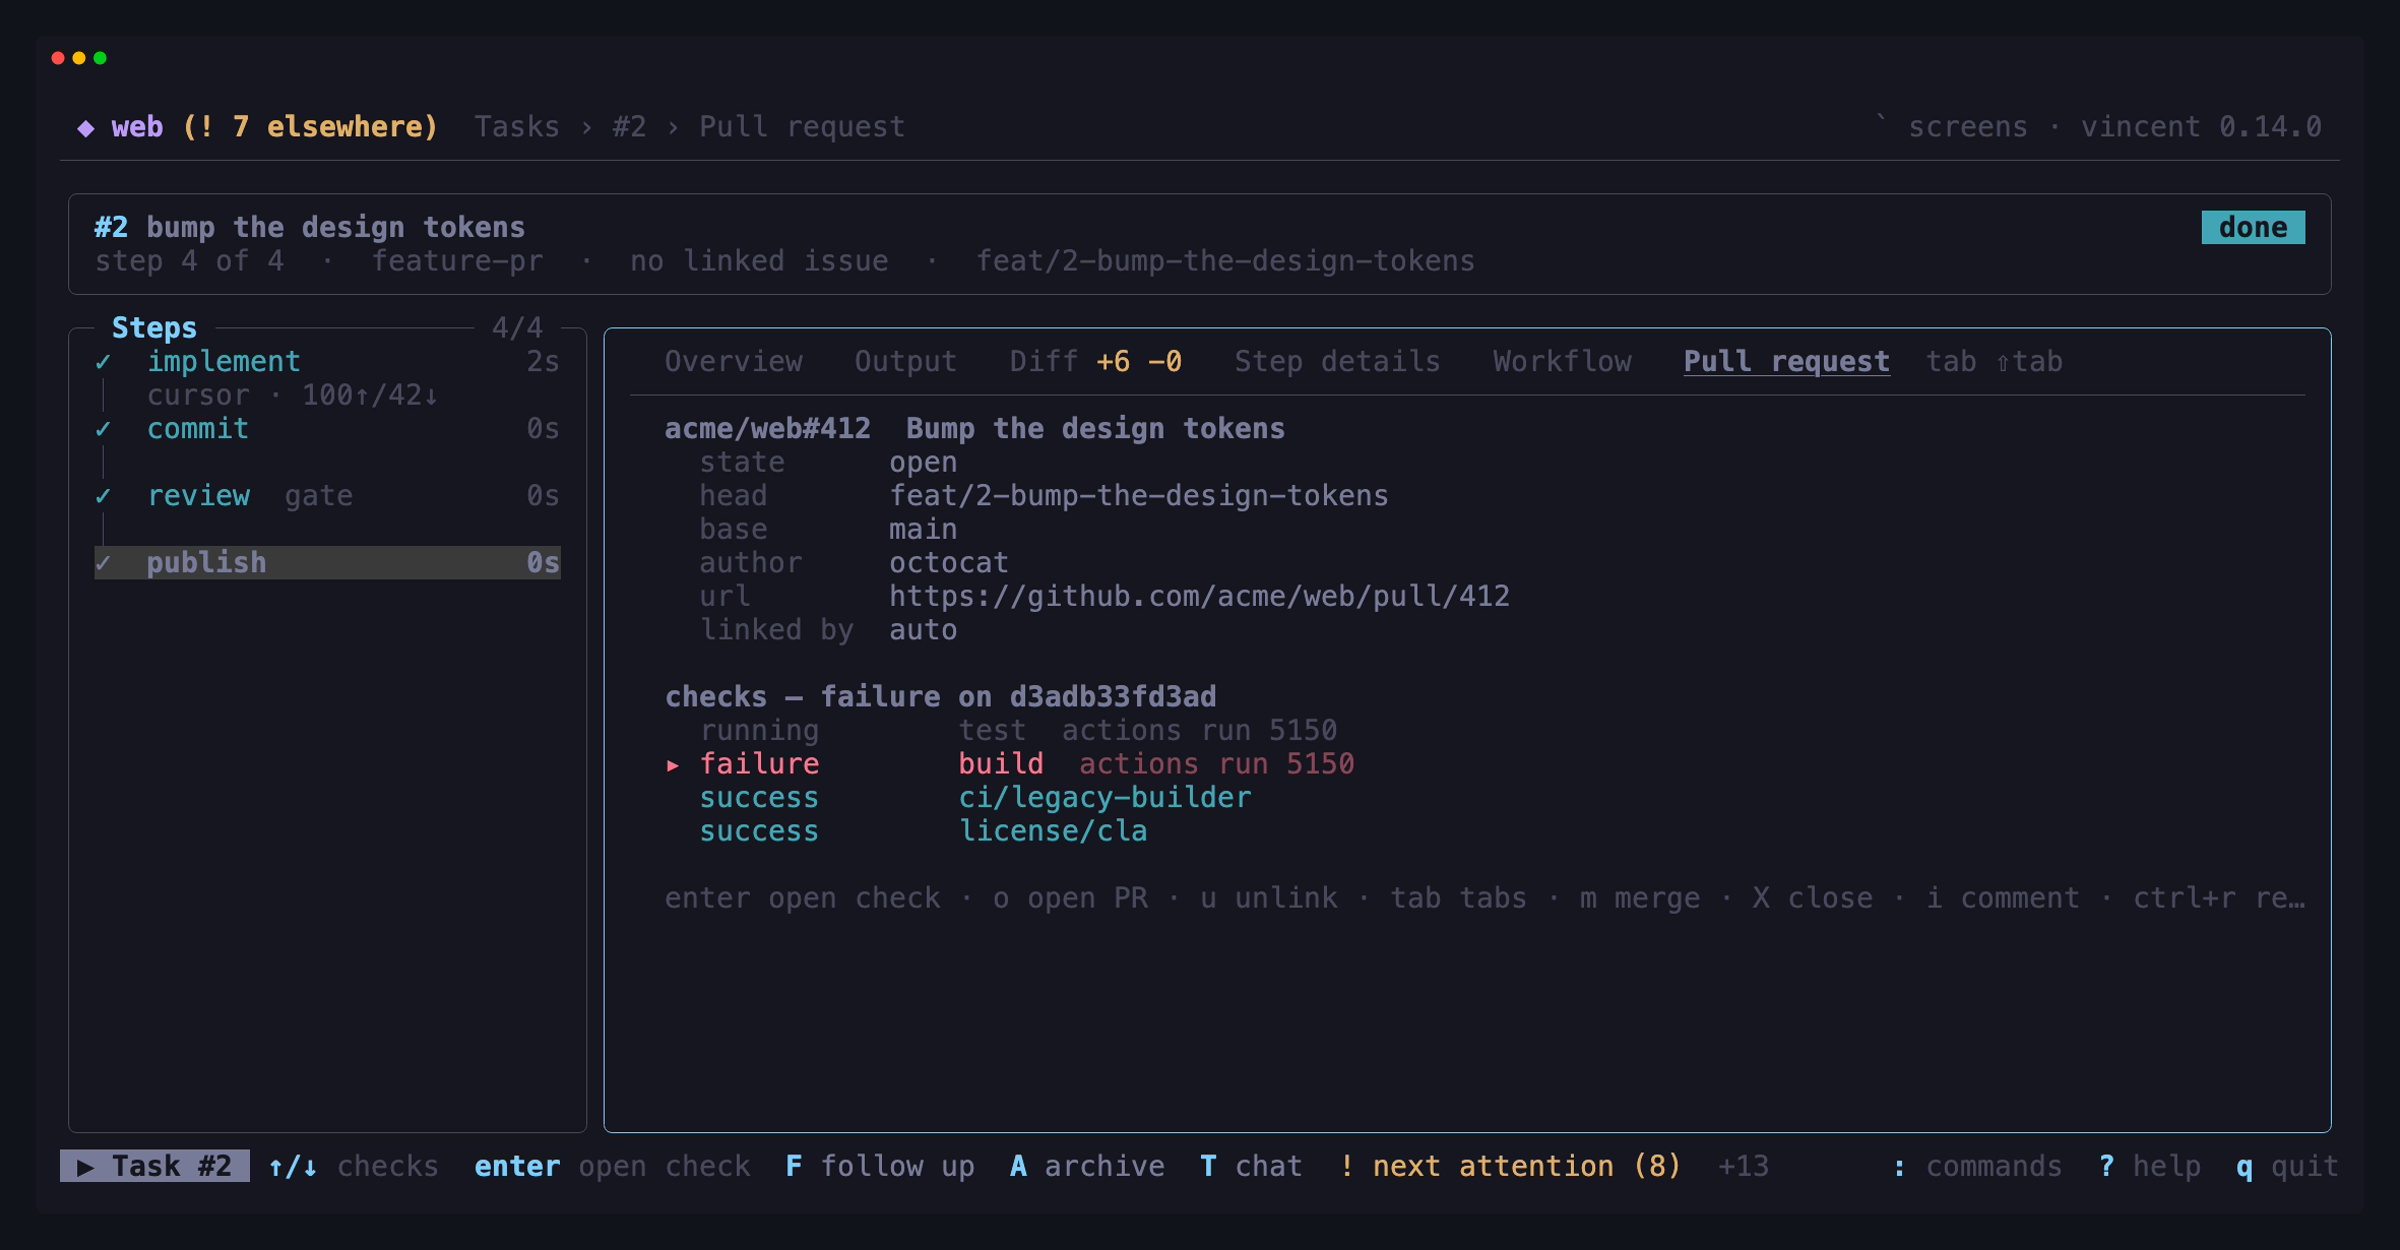 ◆ web (! 7 elsewhere)  Tasks › #2 › Pull request  ` screens · vincent 0.14.0
#2 bump the design tokens  done
step 4 of 4  ·  feature-pr  ·  no linked issue  ·  feat/2-bump-the-design-tokens
Steps  4/4
✓ implement  2s
cursor · 100↑/42↓
✓ commit  0s
✓ review  gate  0s
✓ publish  0s
Overview  Output  Diff +6 −0  Step details  Workflow  Pull request  tab ⇧tab
acme/web#412  Bump the design tokens
state  open
head  feat/2-bump-the-design-tokens
base  main
author  octocat
url  https://github.com/acme/web/pull/412
linked by  auto
checks — failure on d3adb33fd3ad
running  test  actions run 5150
▸ failure  build  actions run 5150
success  ci/legacy-builder
success  license/cla
enter open check · o open PR · u unlink · tab tabs · m merge · X close · i comment · ctrl+r re…
▶ Task #2  ↑/↓ checks  enter open check  F follow up  A archive  T chat  ! next attention (8)  +13  : commands  ? help  q quit